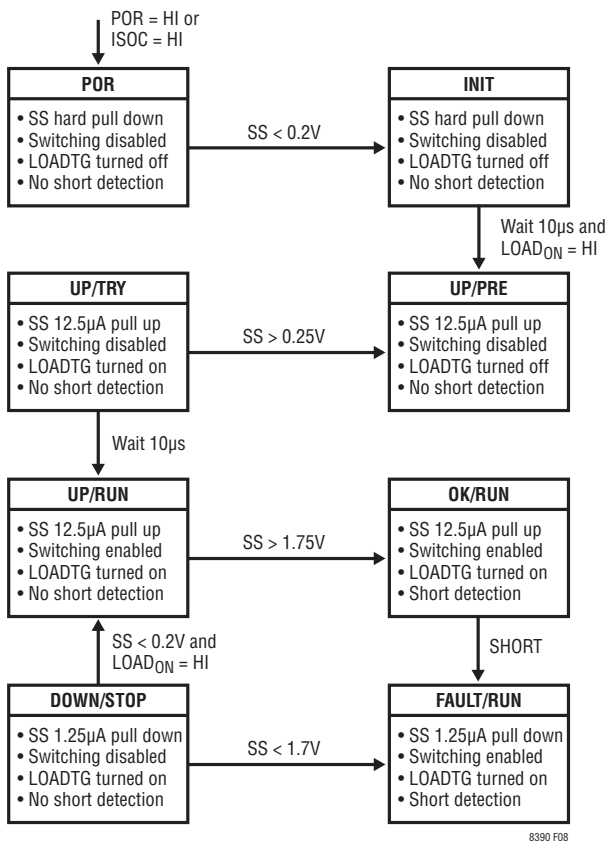 POR = HI or
ISOC = HI
POR
• SS hard pull down
• Switching disabled
• LOADTG turned off
• No short detection
SS < 0.2V
INIT
• SS hard pull down
• Switching disabled
• LOADTG turned off
• No short detection
Wait 10µs and
LOADON = HI
UP/TRY
• SS 12.5µA pull up
• Switching disabled
• LOADTG turned on
• No short detection
SS > 0.25V
UP/PRE
• SS 12.5µA pull up
• Switching disabled
• LOADTG turned off
• No short detection
Wait 10µs
UP/RUN
• SS 12.5µA pull up
• Switching enabled
• LOADTG turned on
• No short detection
SS > 1.75V
OK/RUN
• SS 12.5µA pull up
• Switching enabled
• LOADTG turned on
• Short detection
SS < 0.2V and
LOADON = HI
SHORT
DOWN/STOP
• SS 1.25µA pull down
• Switching disabled
• LOADTG turned on
• No short detection
SS < 1.7V
FAULT/RUN
• SS 1.25µA pull down
• Switching enabled
• LOADTG turned on
• Short detection
8390 F08